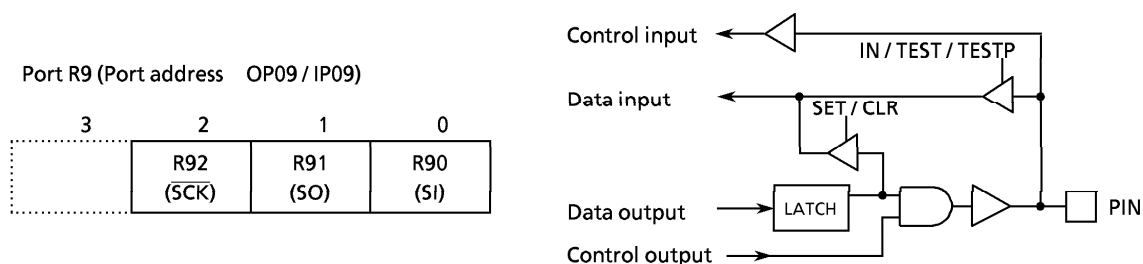 Port R9 (Port address OP09 / IP09)
3 2 1 0
R92 R91 R90
(S̅C̅K̅) (SO) (SI)
Control input
IN / TEST / TESTP
Data input
SET / CLR
Data output
LATCH
PIN
Control output